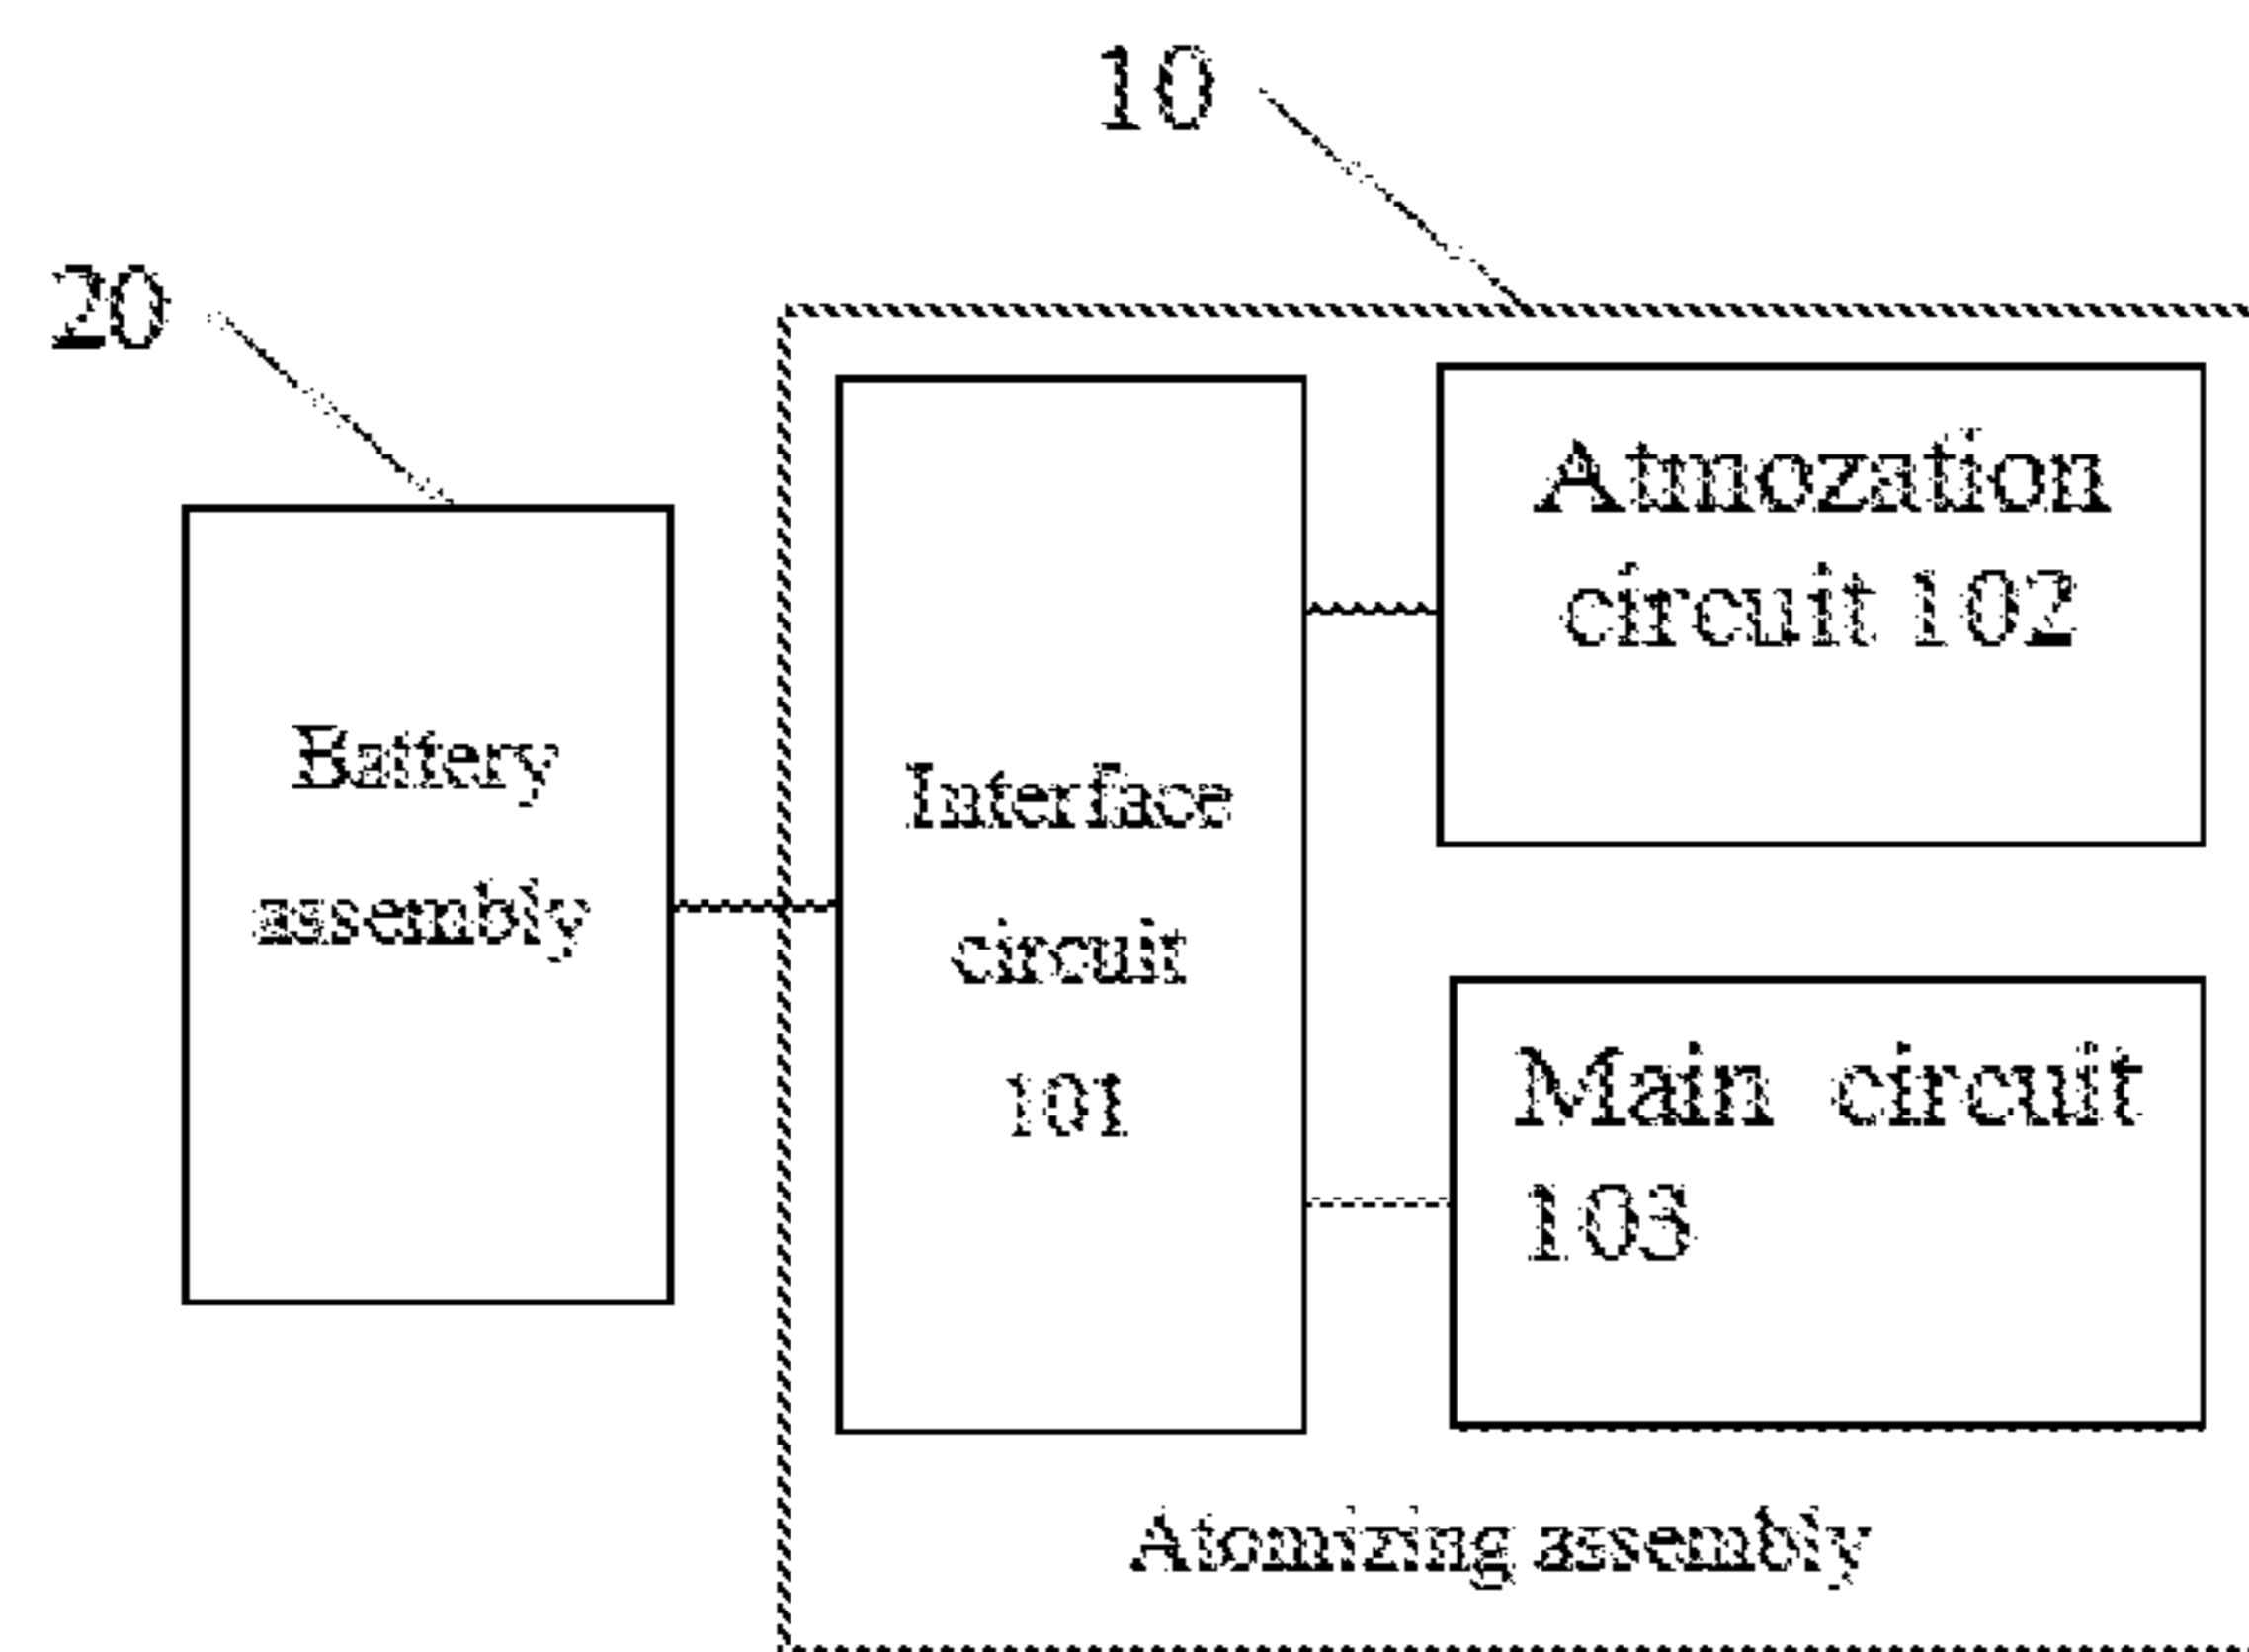 10
20
Battery
assembly
Interface
circuit
101
Atmozation
circuit 102
Main circuit
103
Atomizing assembly